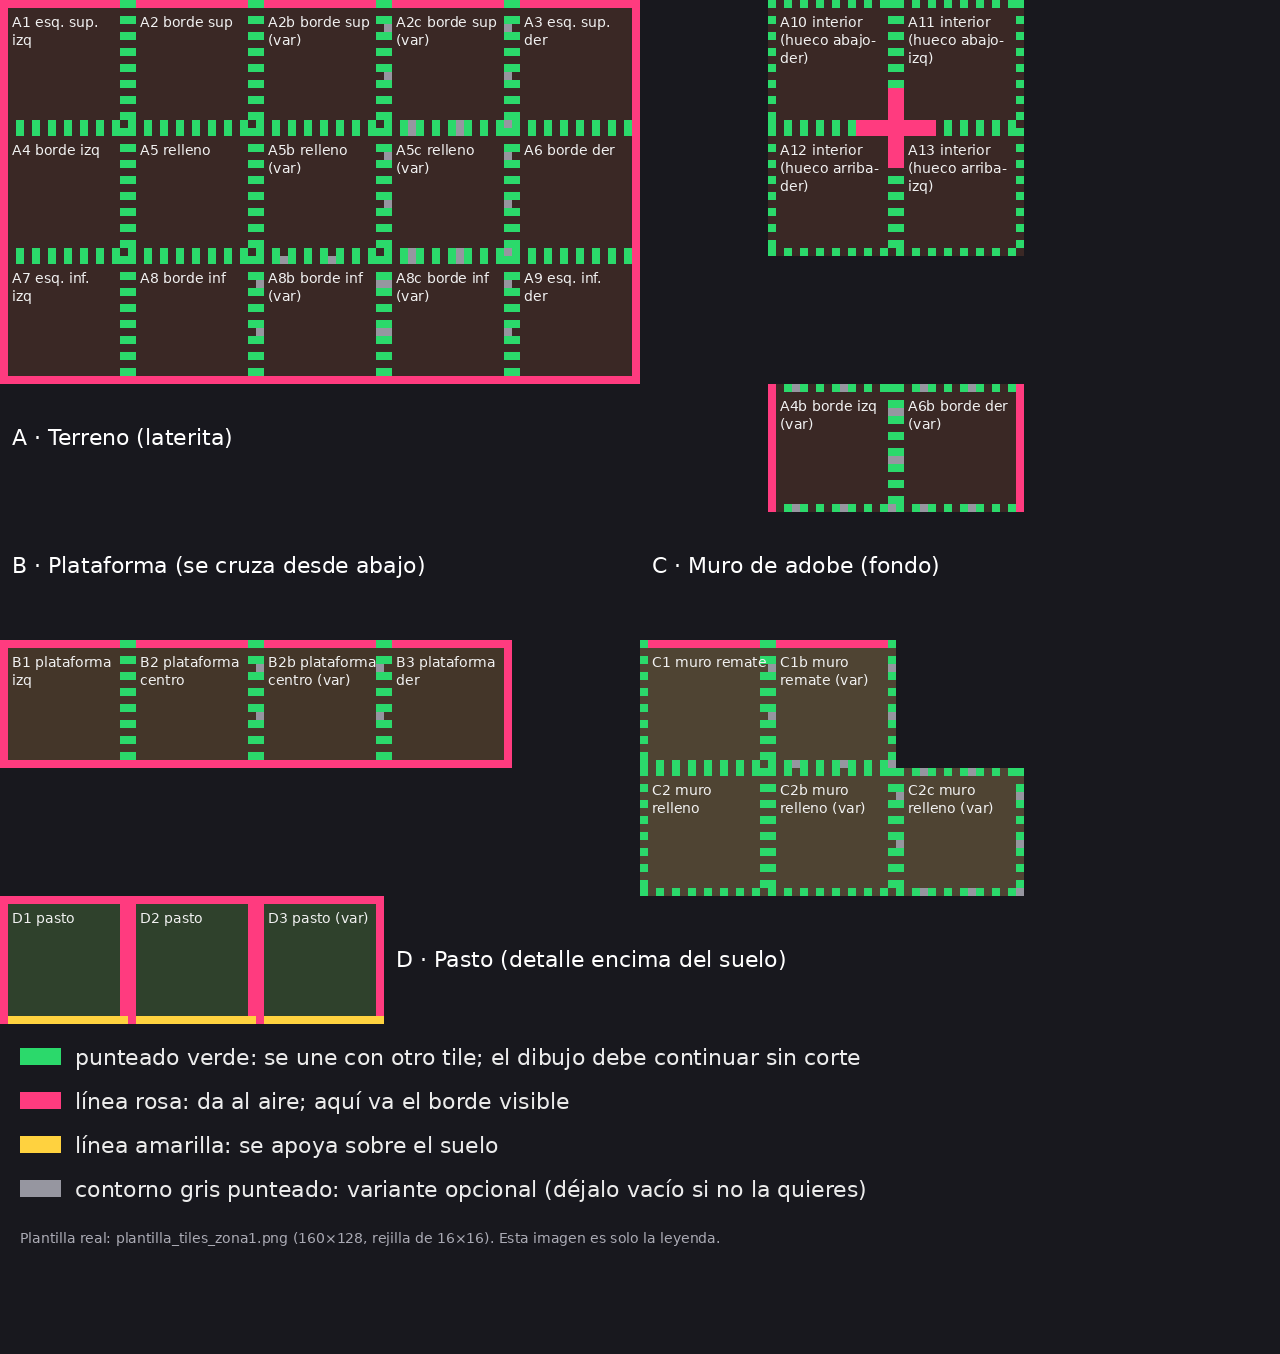 A1 esq. sup.
izq
A2 borde sup
A2b borde sup
(var)
A2c borde sup
(var)
A3 esq. sup.
der
A10 interior
(hueco abajo-
der)
A11 interior
(hueco abajo-
izq)
A4 borde izq
A5 relleno
A5b relleno
(var)
A5c relleno
(var)
A6 borde der
A12 interior
(hueco arriba-
der)
A13 interior
(hueco arriba-
izq)
A7 esq. inf.
izq
A8 borde inf
A8b borde inf
(var)
A8c borde inf
(var)
A9 esq. inf.
der
A4b borde izq
(var)
A6b borde der
(var)
A · Terreno (laterita)
B · Plataforma (se cruza desde abajo)
C · Muro de adobe (fondo)
B1 plataforma
izq
B2 plataforma
centro
B2b plataforma
centro (var)
B3 plataforma
der
C1 muro remate
C1b muro
remate (var)
C2 muro
relleno
C2b muro
relleno (var)
C2c muro
relleno (var)
D1 pasto
D2 pasto
D3 pasto (var)
D · Pasto (detalle encima del suelo)
punteado verde: se une con otro tile; el dibujo debe continuar sin corte
línea rosa: da al aire; aquí va el borde visible
línea amarilla: se apoya sobre el suelo
contorno gris punteado: variante opcional (déjalo vacío si no la quieres)
Plantilla real: plantilla_tiles_zona1.png (160×128, rejilla de 16×16). Esta imagen es solo la leyenda.